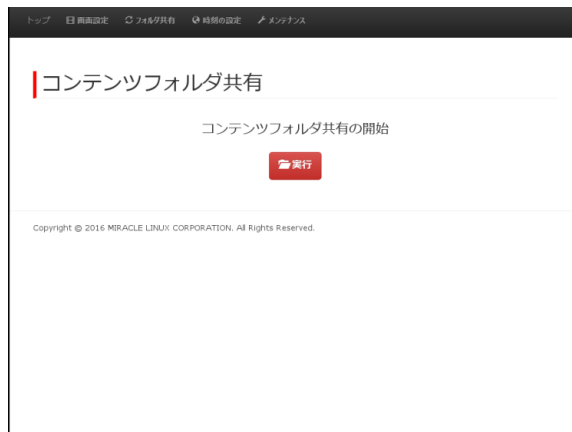 トップ 画面設定 フォルダ共有 時刻の設定 メンテナンス
コンテンツフォルダ共有
コンテンツフォルダ共有の開始
実行
Copyright © 2016 MIRACLE LINUX CORPORATION. All Rights Reserved.